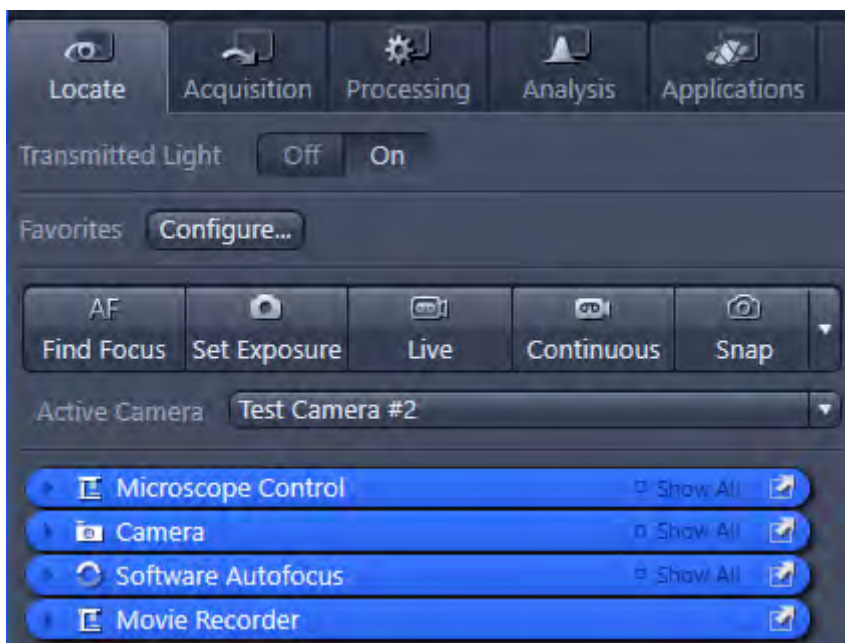 Locate Acquisition Processing Analysis Applications
Transmitted Light Off On
Favorites Configure...
AF
Find Focus Set Exposure Live Continuous Snap
Active Camera Test Camera #2
Microscope Control Show All
Camera Show All
Software Autofocus Show All
Movie Recorder